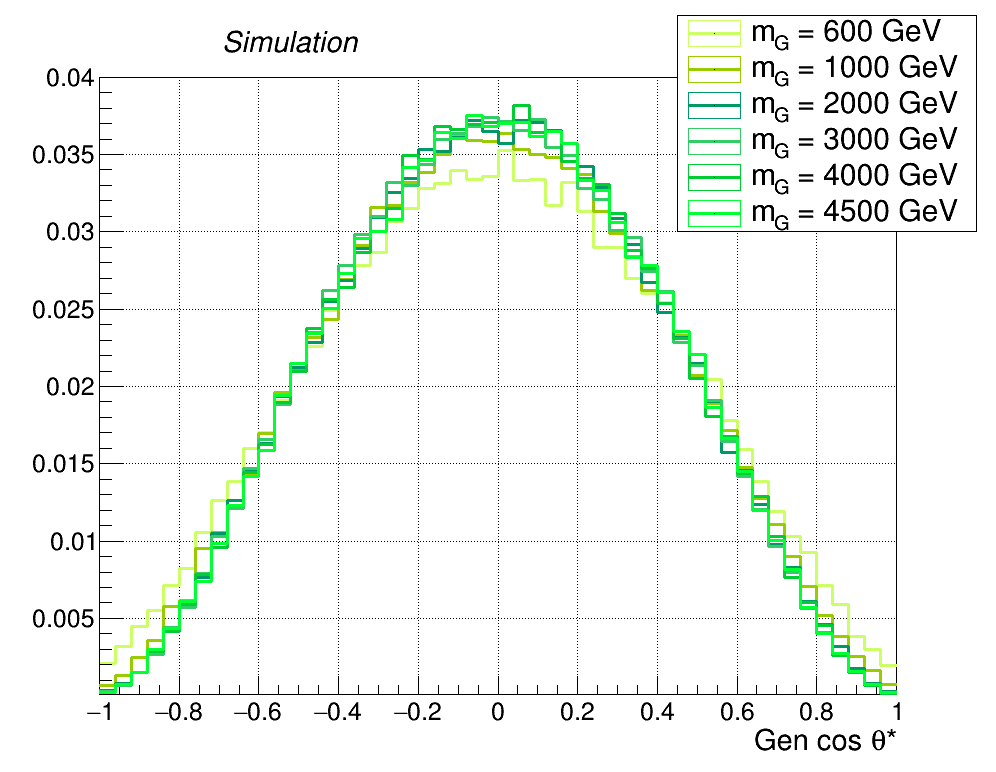 Simulation
m_G = 600 GeV
m_G = 1000 GeV
m_G = 2000 GeV
m_G = 3000 GeV
m_G = 4000 GeV
m_G = 4500 GeV
0.04
0.035
0.03
0.025
0.02
0.015
0.01
0.005
−1 −0.8 −0.6 −0.4 −0.2 0 0.2 0.4 0.6 0.8 1
Gen cos θ*